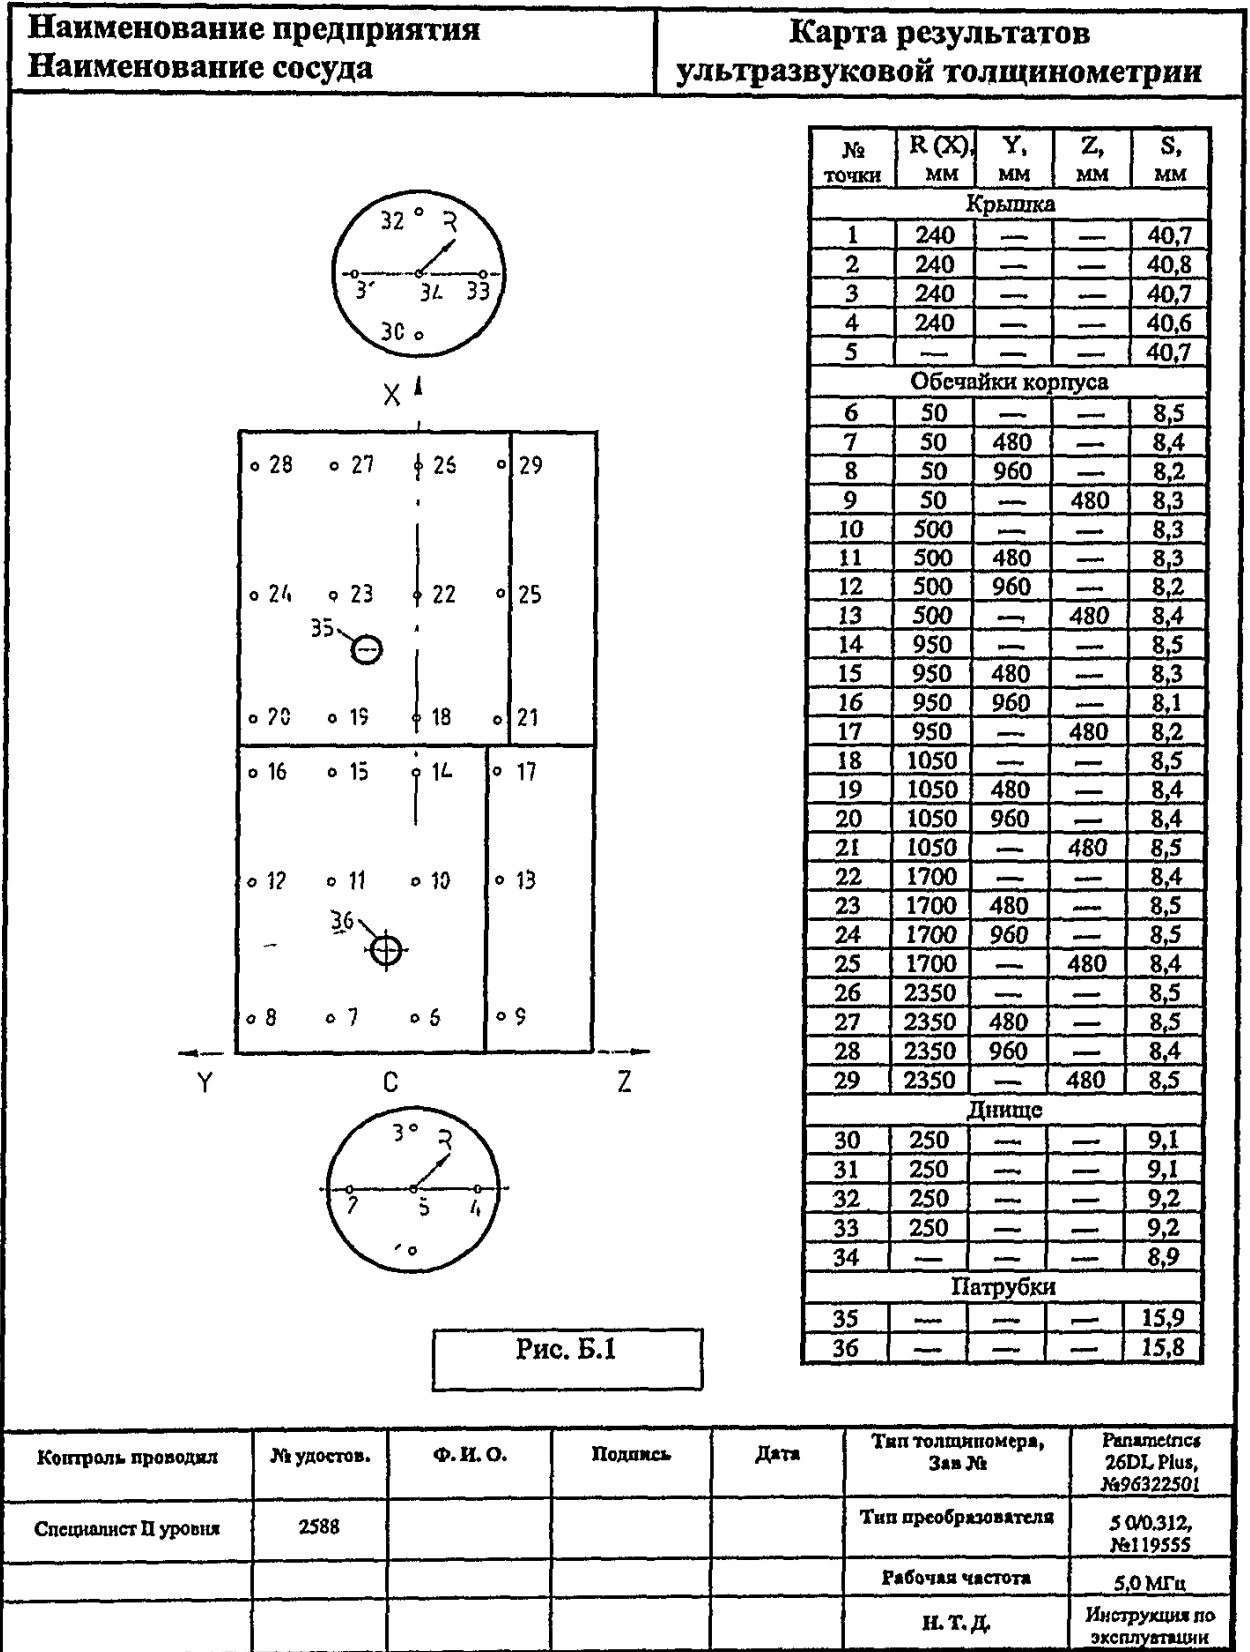 Наименование предприятия
Наименование сосуда
Карта результатов
ультразвуковой толщинометрии
32 R
31 34 33
30
X
28 27 26 29
24 23 22 25
35
20 19 18 21
16 15 14 17
12 11 10 13
36
8 7 6 9
Y C Z
3 R
2 5 4
Рис. Б.1
№ точки R (X), мм Y, мм Z, мм S, мм
Крышка
1 240 — — 40,7
2 240 — — 40,8
3 240 — — 40,7
4 240 — — 40,6
5 — — — 40,7
Обечайки корпуса
6 50 — — 8,5
7 50 480 — 8,4
8 50 960 — 8,2
9 50 — 480 8,3
10 500 — — 8,3
11 500 480 — 8,3
12 500 960 — 8,2
13 500 — 480 8,4
14 950 — — 8,5
15 950 480 — 8,3
16 950 960 — 8,1
17 950 — 480 8,2
18 1050 — — 8,5
19 1050 480 — 8,4
20 1050 960 — 8,4
21 1050 — 480 8,5
22 1700 — — 8,4
23 1700 480 — 8,5
24 1700 960 — 8,5
25 1700 — 480 8,4
26 2350 — — 8,5
27 2350 480 — 8,5
28 2350 960 — 8,4
29 2350 — 480 8,5
Днище
30 250 — — 9,1
31 250 — — 9,1
32 250 — — 9,2
33 250 — — 9,2
34 — — — 8,9
Патрубки
35 — — — 15,9
36 — — — 15,8
Контроль проводил № удостов. Ф. И. О. Подпись Дата Тип толщиномера, Зав № Panametrics 26DL Plus, №96322501
Специалист II уровня 2588 Тип преобразователя 5 0/0.312, №119555
Рабочая частота 5,0 МГц
Н. Т. Д. Инструкция по эксплуатации